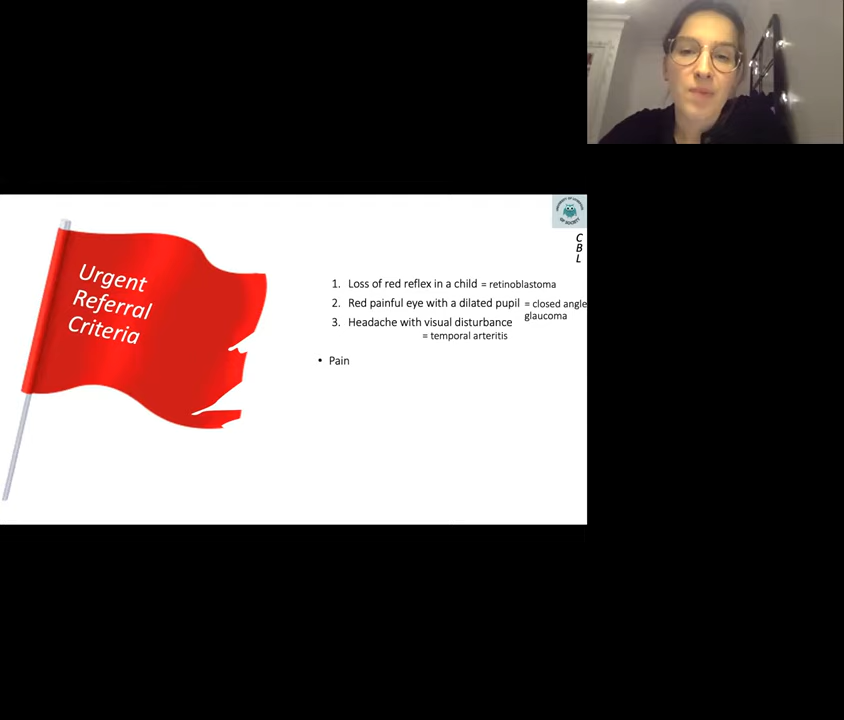 Urgent
Referral
Criteria
C
B
L
1. Loss of red reflex in a child = retinoblastoma
2. Red painful eye with a dilated pupil = closed angle
glaucoma
3. Headache with visual disturbance
= temporal arteritis
• Pain